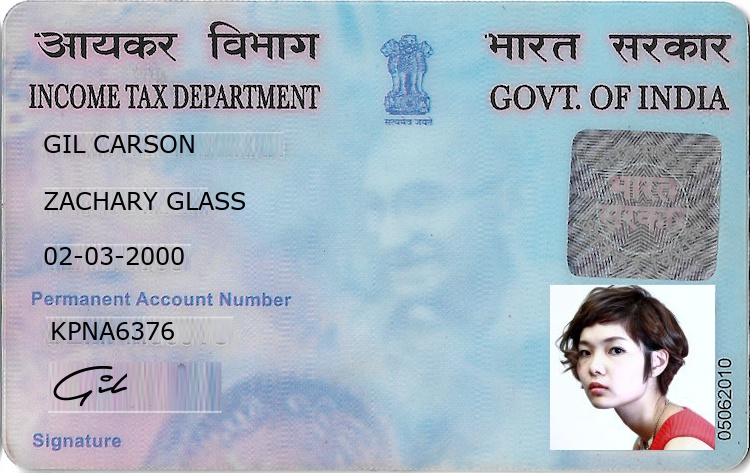 आयकर विभाग
भारत सरकार
INCOME TAX DEPARTMENT
GOVT. OF INDIA
सत्यमेव जयते
GIL CARSON
ZACHARY GLASS
02-03-2000
भारत
सरकार
Permanent Account Number
KPNA6376
Gil
Signature
05062010